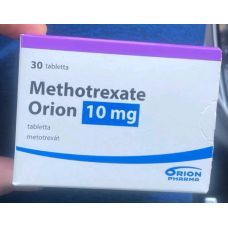 30 tabletta
Methotrexate
Orion 10 mg
tabletta
metotrexát
ORION
PHARMA